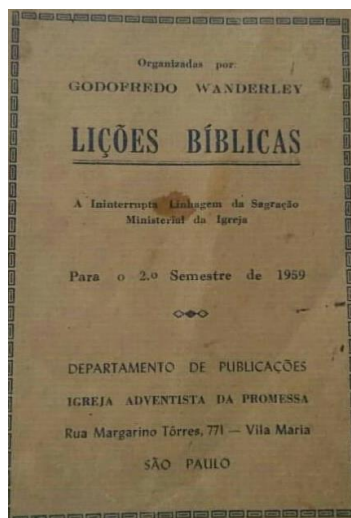 Organizadas por:
GODOFREDO WANDERLEY
LIÇÕES BÍBLICAS
A Ininterrupta Linhagem da Sagração
Ministerial da Igreja
Para o 2.º Semestre de 1959
DEPARTAMENTO DE PUBLICAÇÕES
IGREJA ADVENTISTA DA PROMESSA
Rua Margarino Tôrres, 771 — Vila Maria
SÃO PAULO